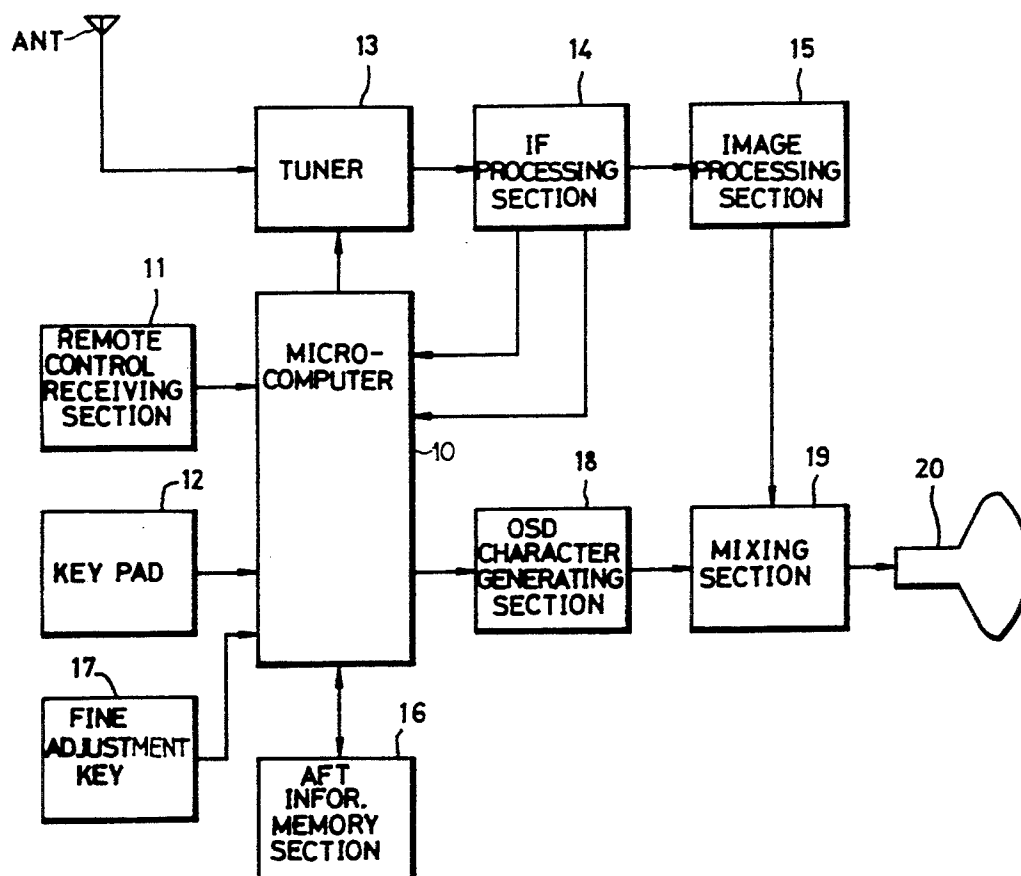 ANT
13
TUNER
14
IF
PROCESSING
SECTION
15
IMAGE
PROCESSING
SECTION
11
REMOTE
CONTROL
RECEIVING
SECTION
MICRO-
COMPUTER
10
12
KEY PAD
18
OSD
CHARACTER
GENERATING
SECTION
19
MIXING
SECTION
20
17
FINE
ADJUSTMENT
KEY
16
AFT
INFOR.
MEMORY
SECTION